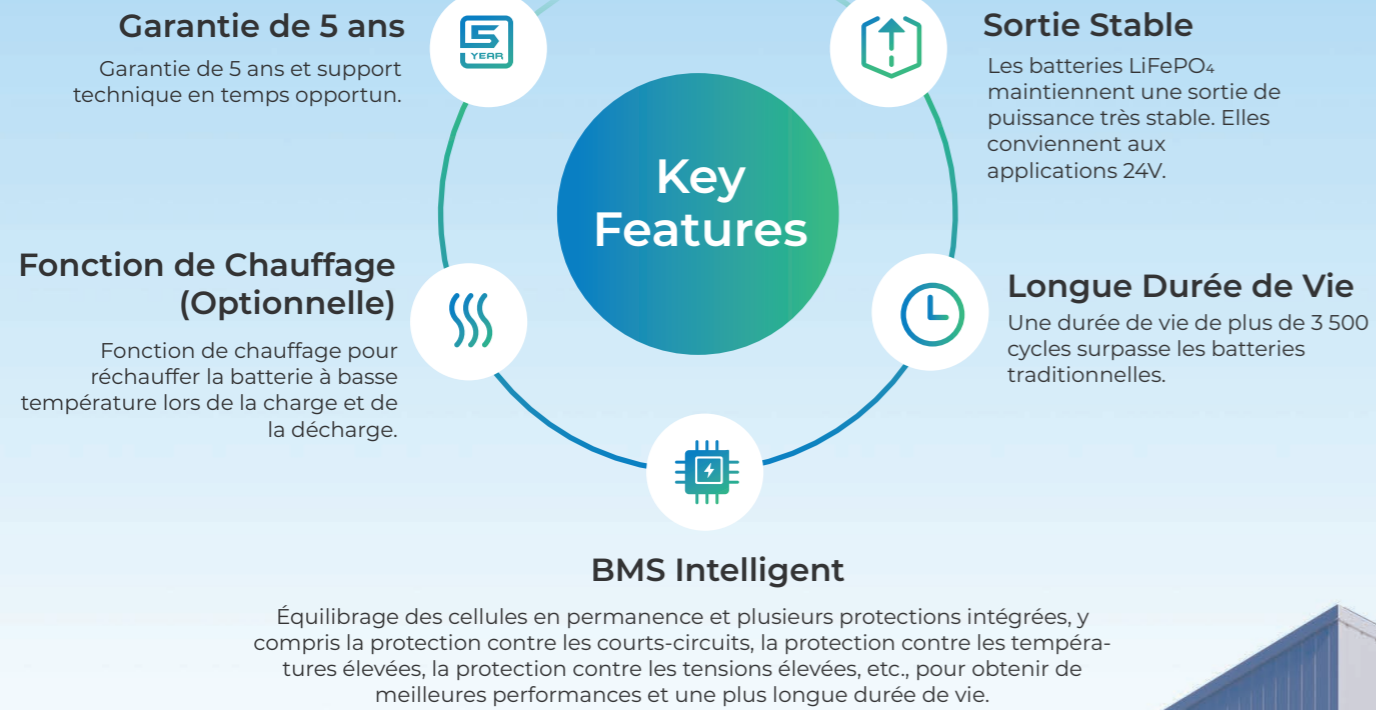 Garantie de 5 ans
Garantie de 5 ans et support
technique en temps opportun.
5
YEAR
Sortie Stable
Les batteries LiFePO₄
maintiennent une sortie de
puissance très stable. Elles
conviennent aux
applications 24V.
Key
Features
Fonction de Chauffage
(Optionnelle)
Fonction de chauffage pour
réchauffer la batterie à basse
température lors de la charge et de
la décharge.
Longue Durée de Vie
Une durée de vie de plus de 3 500
cycles surpasse les batteries
traditionnelles.
BMS Intelligent
Équilibrage des cellules en permanence et plusieurs protections intégrées, y
compris la protection contre les courts-circuits, la protection contre les tempéra-
tures élevées, la protection contre les tensions élevées, etc., pour obtenir de
meilleures performances et une plus longue durée de vie.